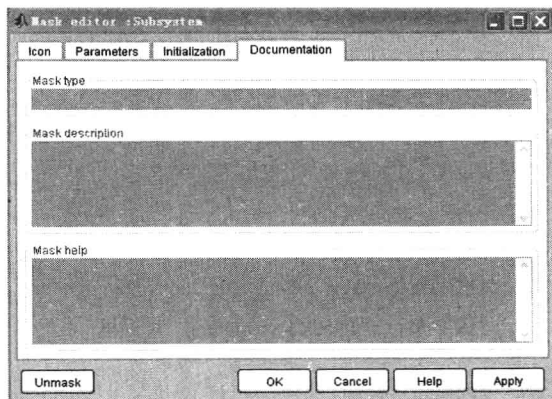 Mask editor :Subsystem
Icon Parameters Initialization Documentation
Mask type
Mask description
Mask help
Unmask OK Cancel Help Apply